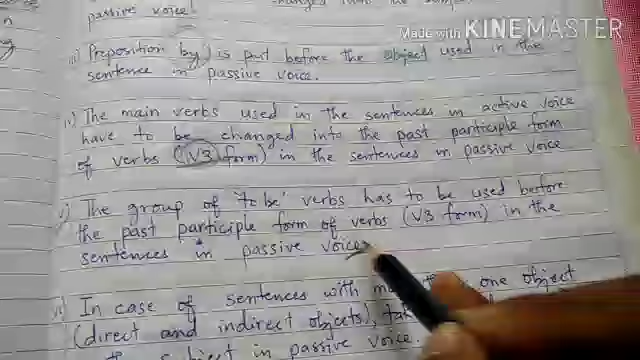 passive voice.
Made with KINEMASTER
iii) Preposition by) is put before the object used in the
sentence in passive voice.
iv) The main verbs used in the sentences in active voice
have to be changed into the past participle form
of verbs (V3 form) in the sentences in passive voice
v) The group of 'to be' verbs has to be used before
the past participle form of verbs (V3 form) in the
sentences in passive voice
vi) In case of sentences with one object
(direct and indirect objects),
in passive voice.